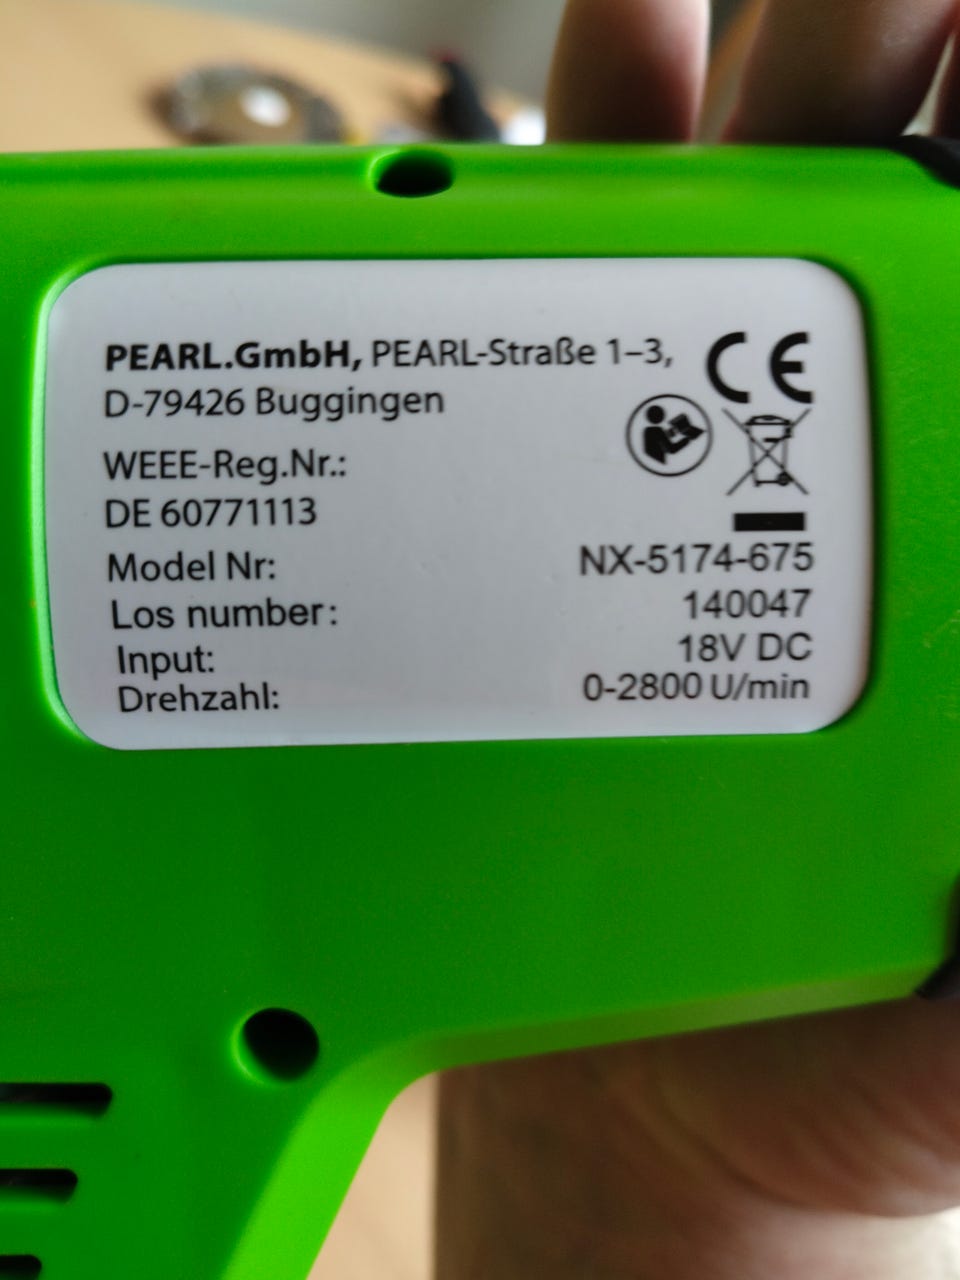 PEARL.GmbH, PEARL-Straße 1–3,
D-79426 Buggingen
CE
WEEE-Reg.Nr.:
DE 60771113
Model Nr: NX-5174-675
Los number: 140047
Input: 18V DC
Drehzahl: 0-2800 U/min